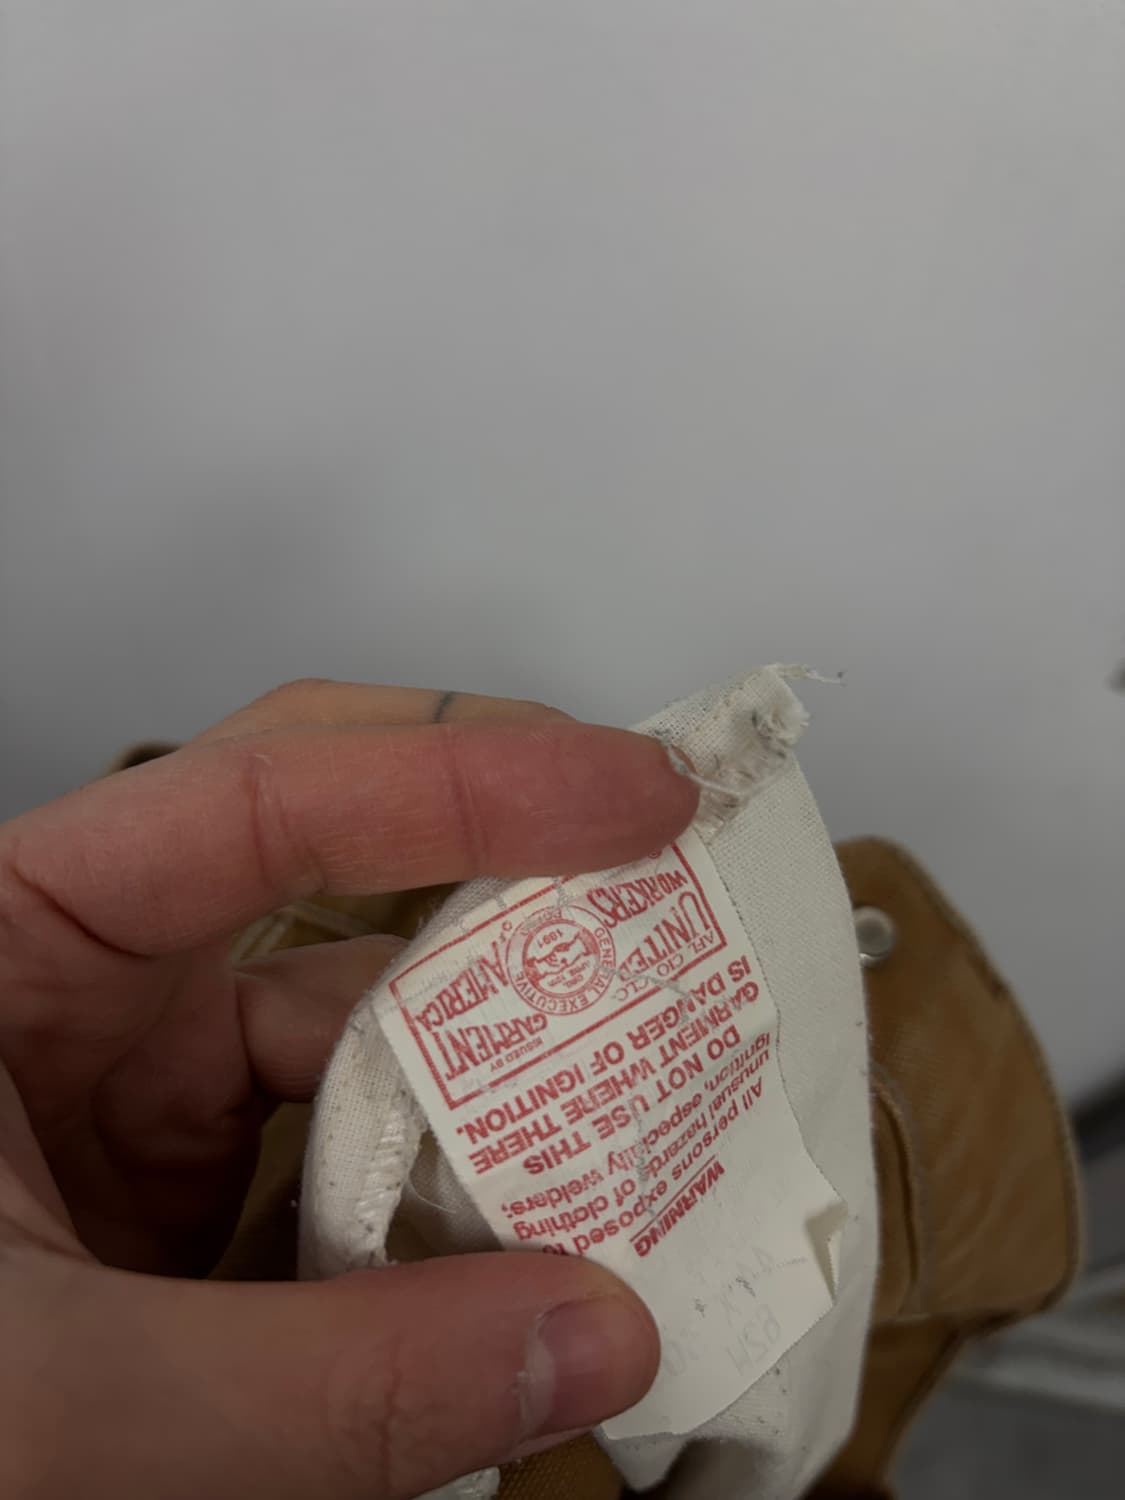 WARNING
All persons exposed to
unusual hazards of clothing
ignition, especially welders:
DO NOT USE THIS
GARMENT WHERE THERE
IS DANGER OF IGNITION.
ISSUED BY
AFL CIO CLC
UNITED GARMENT
WORKERS OF AMERICA
GENERAL EXECUTIVE
1891